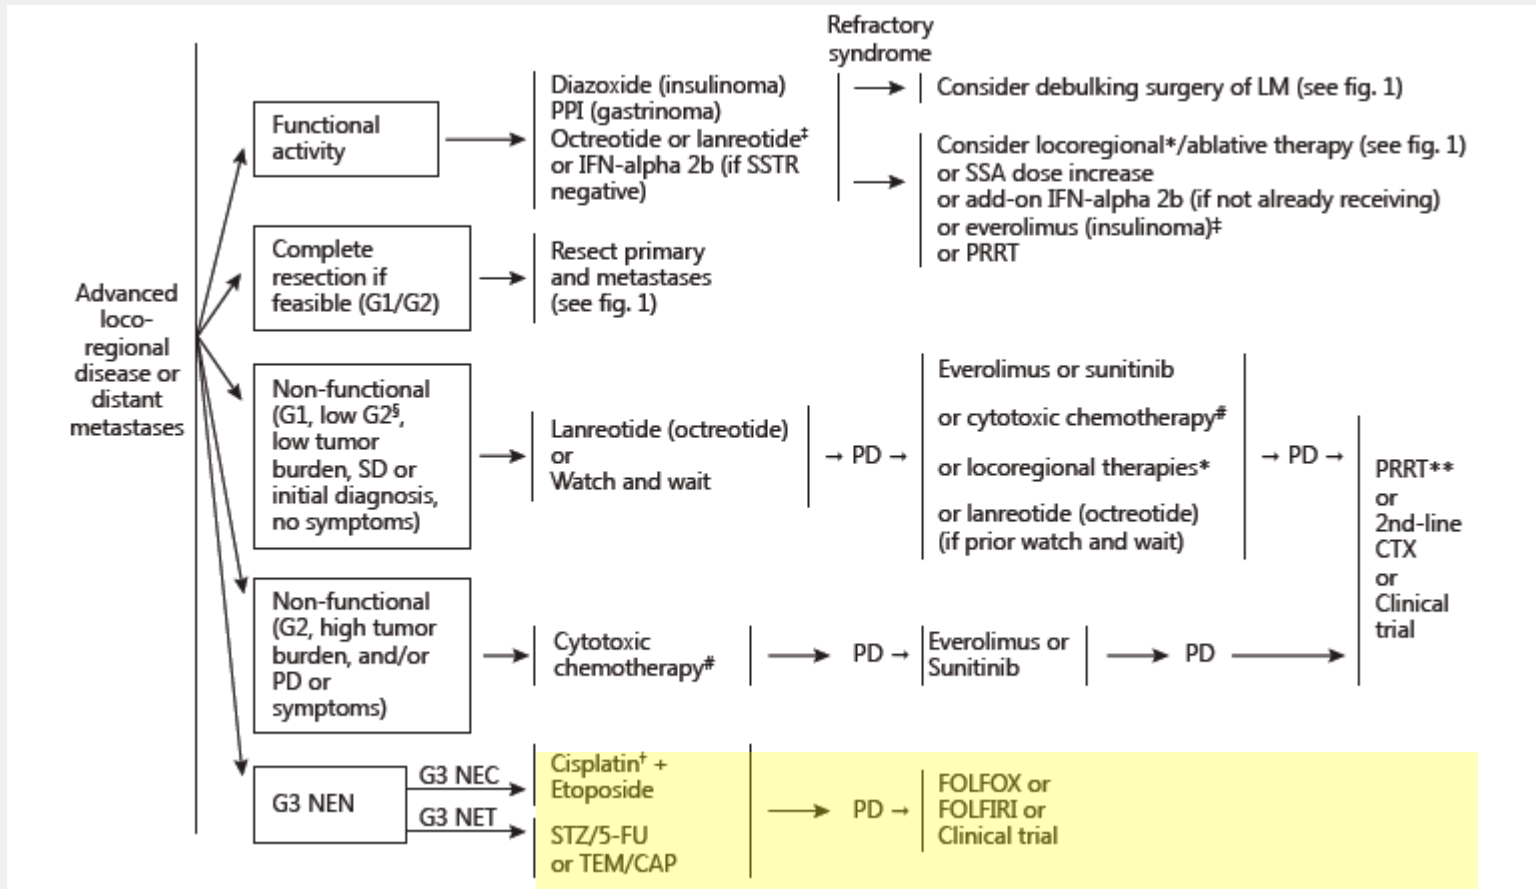 Refractory
syndrome
Advanced
loco-
regional
disease or
distant
metastases
Functional
activity
Diazoxide (insulinoma)
PPI (gastrinoma)
Octreotide or lanreotide‡
or IFN-alpha 2b (if SSTR
negative)
Consider debulking surgery of LM (see fig. 1)
Consider locoregional*/ablative therapy (see fig. 1)
or SSA dose increase
or add-on IFN-alpha 2b (if not already receiving)
or everolimus (insulinoma)‡
or PRRT
Complete
resection if
feasible (G1/G2)
Resect primary
and metastases
(see fig. 1)
Non-functional
(G1, low G2§,
low tumor
burden, SD or
initial diagnosis,
no symptoms)
Lanreotide (octreotide)
or
Watch and wait
→ PD →
Everolimus or sunitinib
or cytotoxic chemotherapy#
or locoregional therapies*
or lanreotide (octreotide)
(if prior watch and wait)
→ PD →
PRRT**
or
2nd-line
CTX
or
Clinical
trial
Non-functional
(G2, high tumor
burden, and/or
PD or
symptoms)
Cytotoxic
chemotherapy#
PD →
Everolimus or
Sunitinib
PD
G3 NEN
G3 NEC
Cisplatin† +
Etoposide
G3 NET
STZ/5-FU
or TEM/CAP
PD →
FOLFOX or
FOLFIRI or
Clinical trial